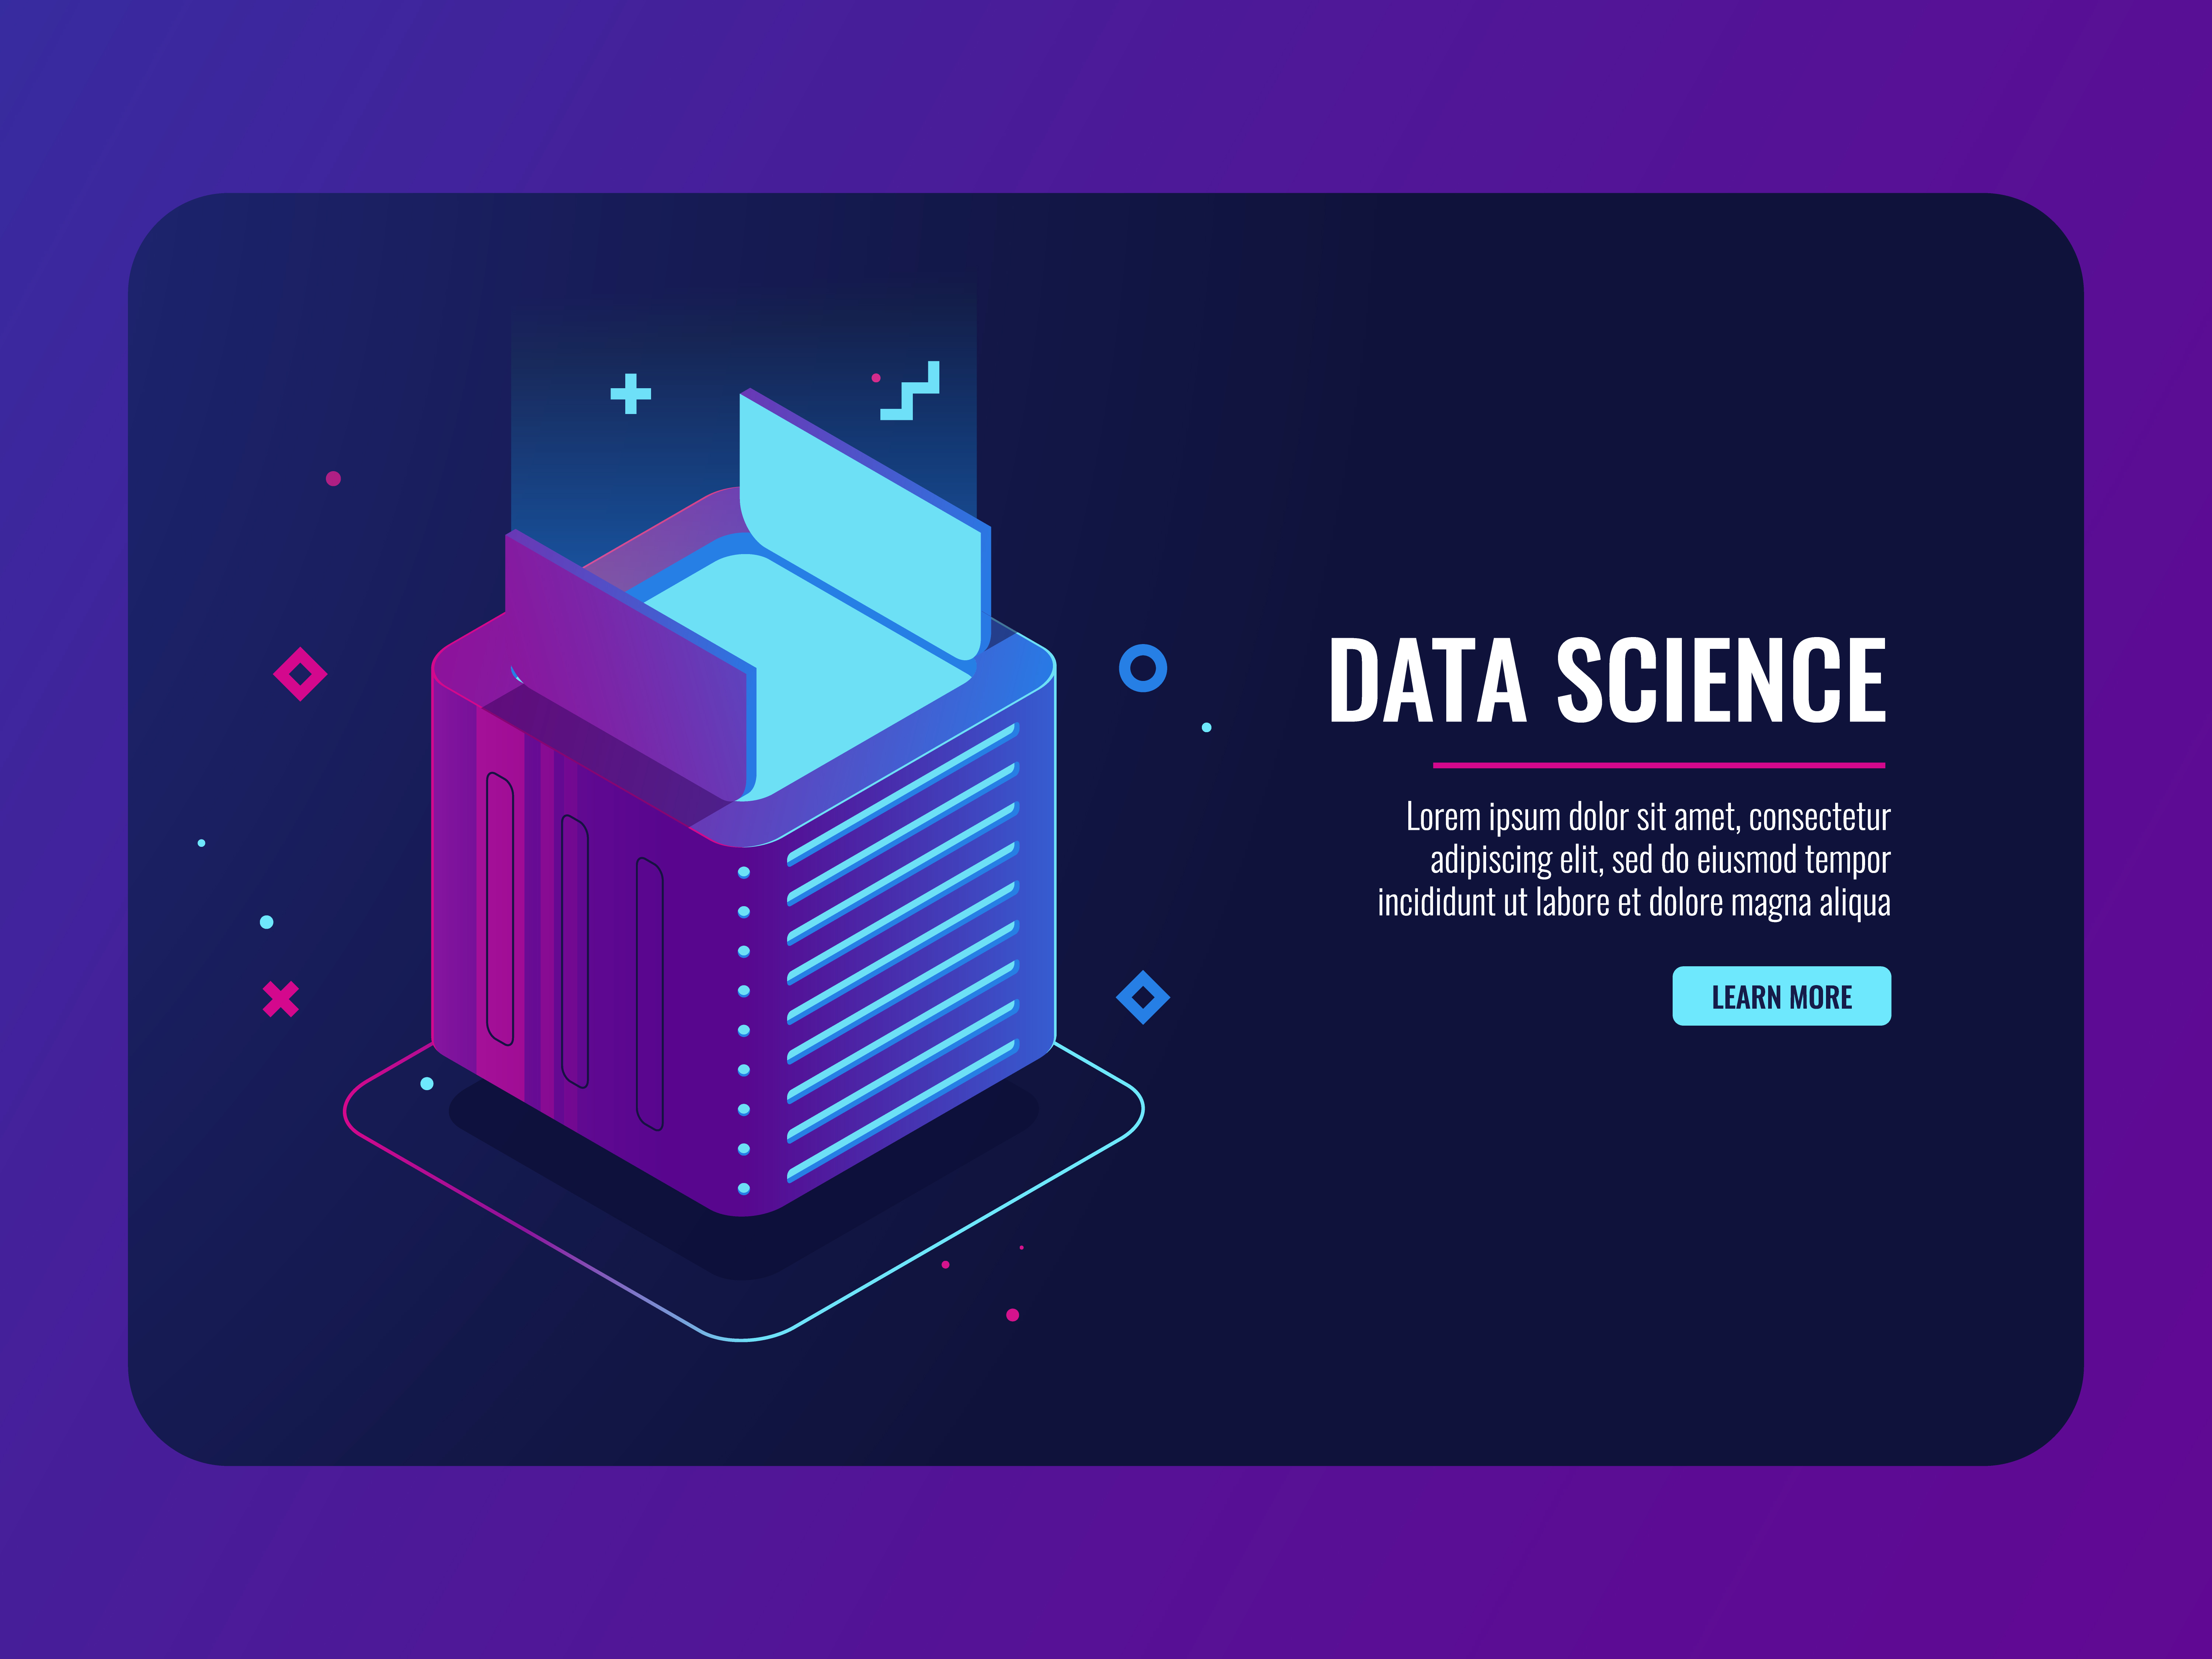 DATA SCIENCE
Lorem ipsum dolor sit amet, consectetur
adipiscing elit, sed do eiusmod tempor
incididunt ut labore et dolore magna aliqua
LEARN MORE